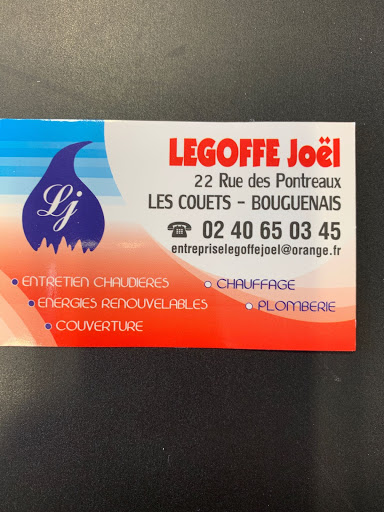 Lj
LEGOFFE Joël
22 Rue des Pontreaux
LES COUETS - BOUGUENAIS
☎ 02 40 65 03 45
entrepriselegoffejoel@orange.fr
• ENTRETIEN CHAUDIERES
• CHAUFFAGE
• ENERGIES RENOUVELABLES
• PLOMBERIE
• COUVERTURE